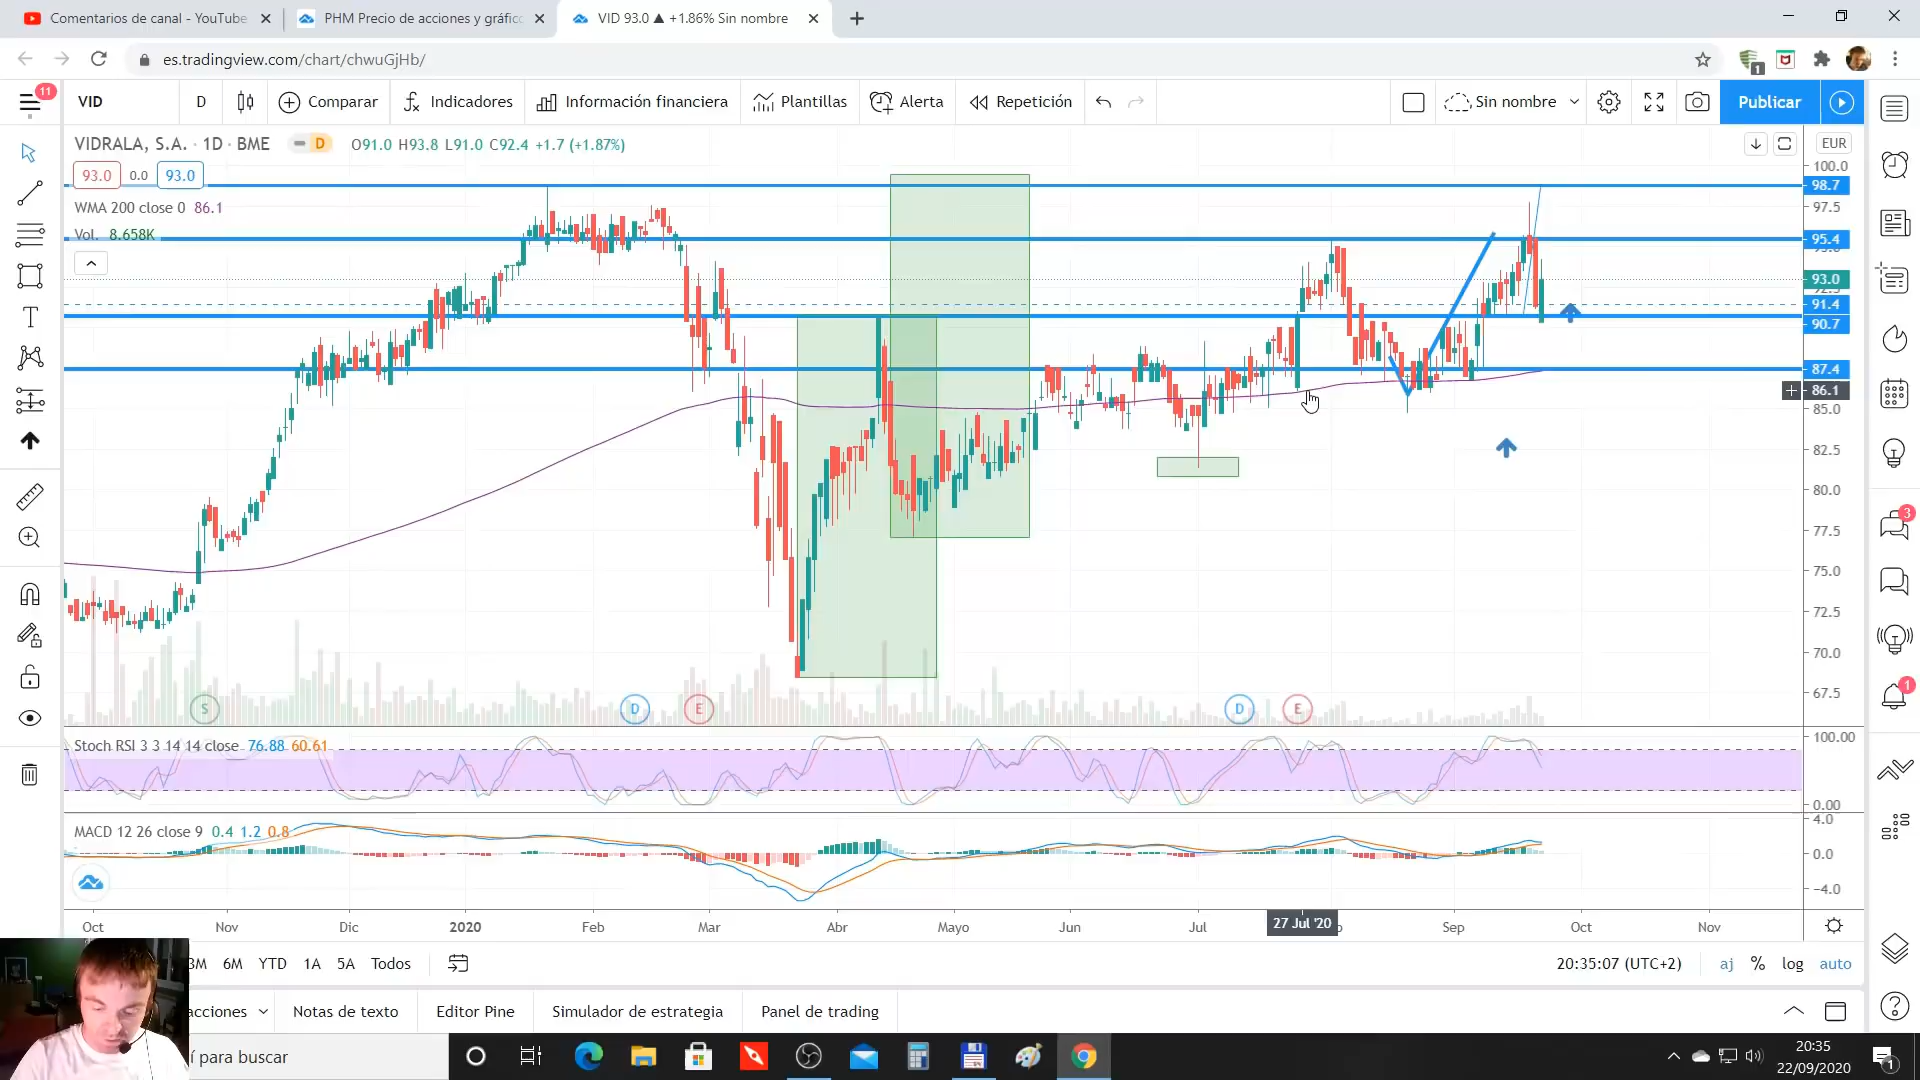 Comentarios de canal - YouTube
PHM Precio de acciones y gráfico
VID 93.0 ▲ +1.86% Sin nombre
es.tradingview.com/chart/chwuGjHb/
1
11
VID
D
Comparar
Indicadores
Información financiera
Plantillas
Alerta
Repetición
Sin nombre
Publicar
VIDRALA, S.A. · 1D · BME
D
O91.0 H93.8 L91.0 C92.4 +1.7 (+1.87%)
EUR
93.0 0.0 93.0
WMA 200 close 0 86.1
Vol. 8.658K
100.0
98.7
97.5
95.4
93.0
91.4
90.7
87.4
86.1
85.0
82.5
80.0
77.5
75.0
72.5
70.0
67.5
S
D
E
D
E
Stoch RSI 3 3 14 14 close 76.88 60.61
100.00
0.00
MACD 12 26 close 9 0.4 1.2 0.8
4.0
0.0
−4.0
Oct Nov Dic 2020 Feb Mar Abr Mayo Jun Jul 27 Jul '20 Sep Oct Nov
3M 6M YTD 1A 5A Todos
20:35:07 (UTC+2)
aj % log auto
acciones
Notas de texto
Editor Pine
Simulador de estrategia
Panel de trading
3
1
í para buscar
20:35
22/09/2020
1